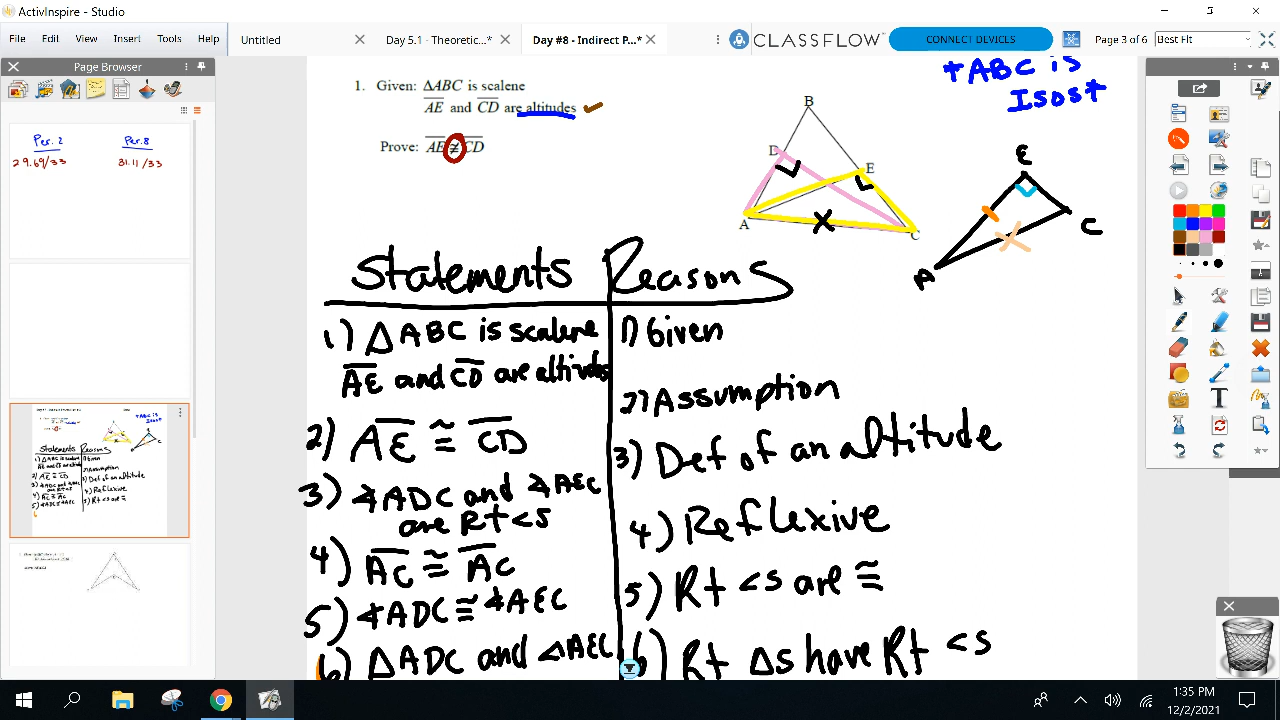 ActivInspire - Studio
File Edit View Insert Tools Help
Untitled
Day 5.1 - Theoretic...*
Day #8 - Indirect P...*
CLASSFLOW
CONNECT DEVICES
Page 3 of 6
Best Fit
Page Browser
Per. 2 Per. 8
29.69/33 31.11/33
1. Given: ΔABC is scalene
AE and CD are altitudes
Prove: AE ≇ CD
+ABC is
Isos+
B
D
E
A
C
E
C
A
Statements Reasons
1) △ABC is scalene
AE and CD are altitudes
1) Given
2) AE ≅ CD
2) Assumption
3) ∢ADC and ∢AEC
are Rt <s
3) Def of an altitude
4) AC ≅ AC
4) Reflexive
5) ∢ADC ≅ ∢AEC
5) Rt <s are ≅
6) △ADC and △AEC
6) Rt △s have Rt <s
1:35 PM
12/2/2021